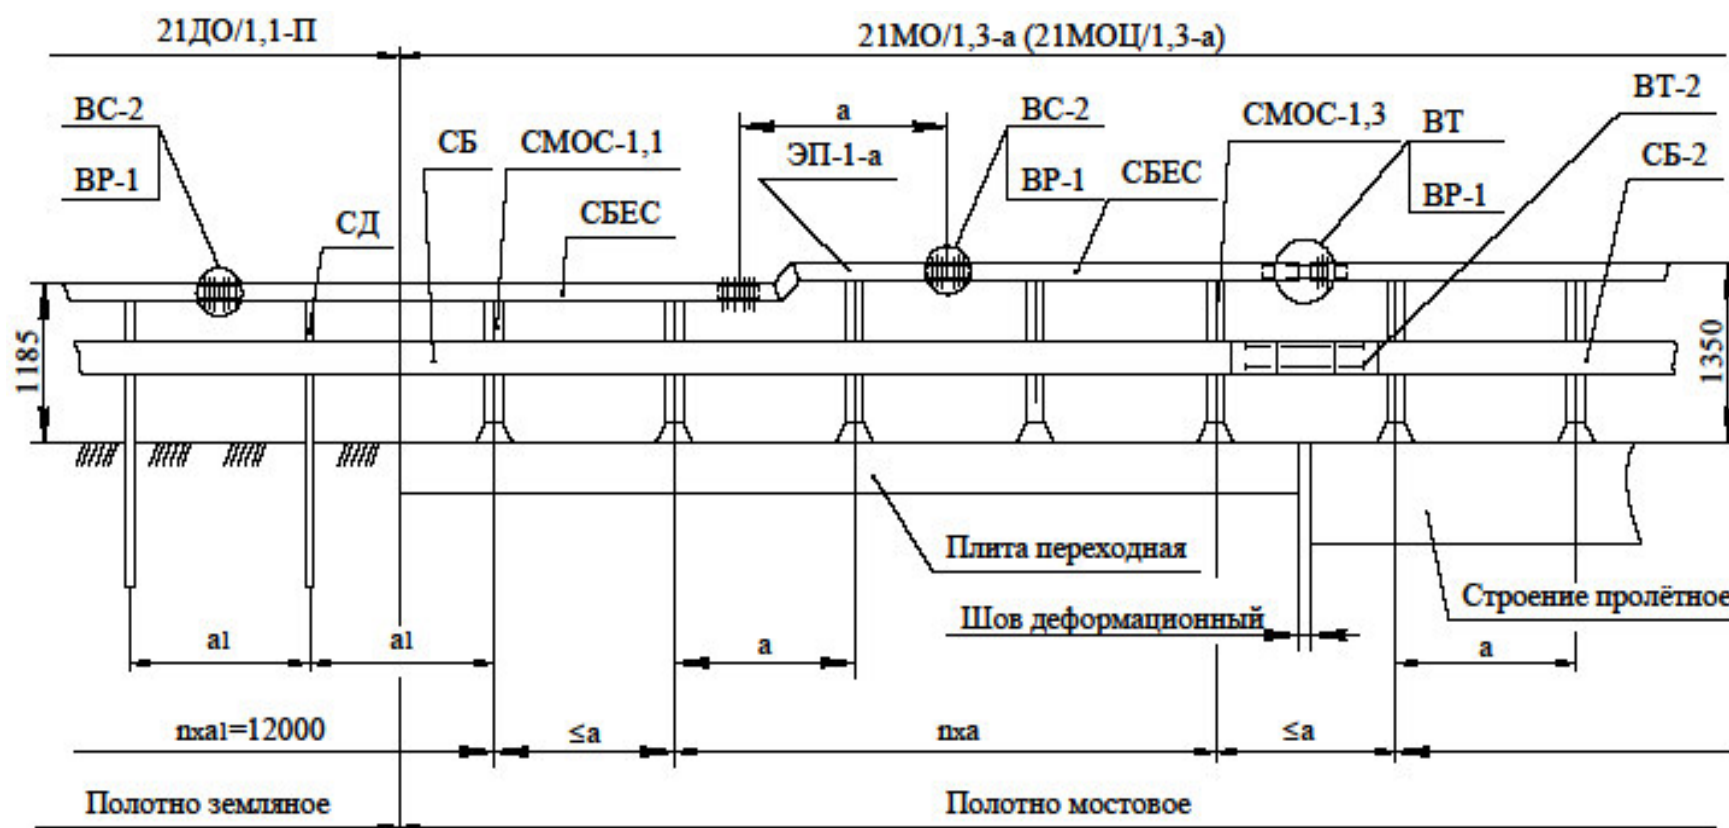 21ДО/1,1-П
21МО/1,3-а (21МОЦ/1,3-а)
ВС-2
ВР-1
СД
СБ
СМОС-1,1
СБЕС
а
ЭП-1-а
ВС-2
ВР-1
СБЕС
СМОС-1,3
ВТ
ВР-1
ВТ-2
СБ-2
1185
1350
Плита переходная
Шов деформационный
Строение пролётное
а1
а1
а
а
nxa1=12000
≤а
nxa
≤а
Полотно земляное
Полотно мостовое